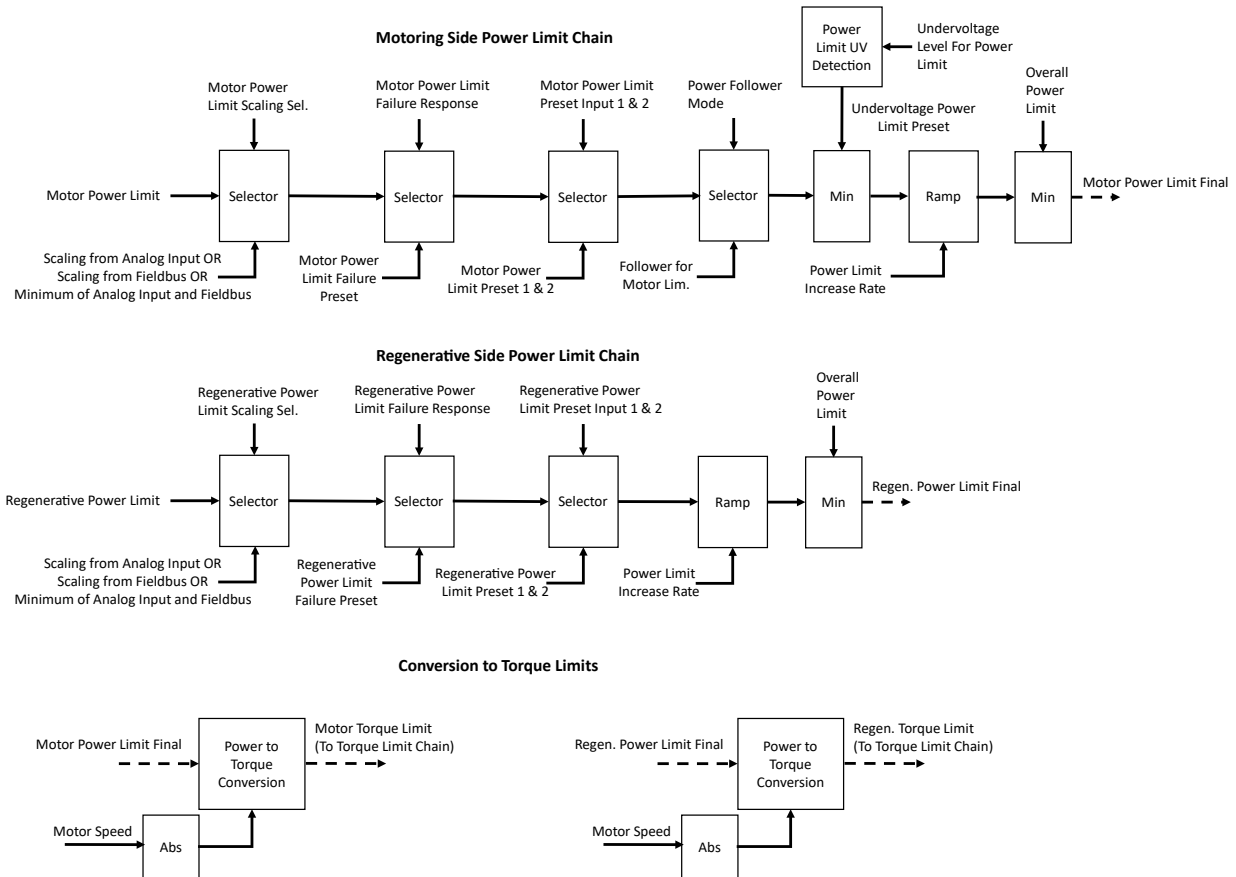 Motoring Side Power Limit Chain
Power
Limit UV
Detection
Undervoltage
Level For Power
Limit
Motor Power
Limit Scaling Sel.
Motor Power Limit
Failure Response
Motor Power Limit
Preset Input 1 & 2
Power Follower
Mode
Undervoltage Power
Limit Preset
Overall
Power
Limit
Motor Power Limit
Selector
Selector
Selector
Selector
Min
Ramp
Min
Motor Power Limit Final
Scaling from Analog Input OR
Scaling from Fieldbus OR
Minimum of Analog Input and Fieldbus
Motor Power
Limit Failure
Preset
Motor Power
Limit Preset 1 & 2
Follower for
Motor Lim.
Power Limit
Increase Rate
Regenerative Side Power Limit Chain
Regenerative Power
Limit Scaling Sel.
Regenerative Power
Limit Failure Response
Regenerative Power
Limit Preset Input 1 & 2
Overall
Power
Limit
Regenerative Power Limit
Selector
Selector
Selector
Ramp
Min
Regen. Power Limit Final
Scaling from Analog Input OR
Scaling from Fieldbus OR
Minimum of Analog Input and Fieldbus
Regenerative
Power Limit
Failure Preset
Regenerative Power
Limit Preset 1 & 2
Power Limit
Increase Rate
Conversion to Torque Limits
Motor Power Limit Final
Power to
Torque
Conversion
Motor Torque Limit
(To Torque Limit Chain)
Motor Speed
Abs
Regen. Power Limit Final
Power to
Torque
Conversion
Regen. Torque Limit
(To Torque Limit Chain)
Motor Speed
Abs